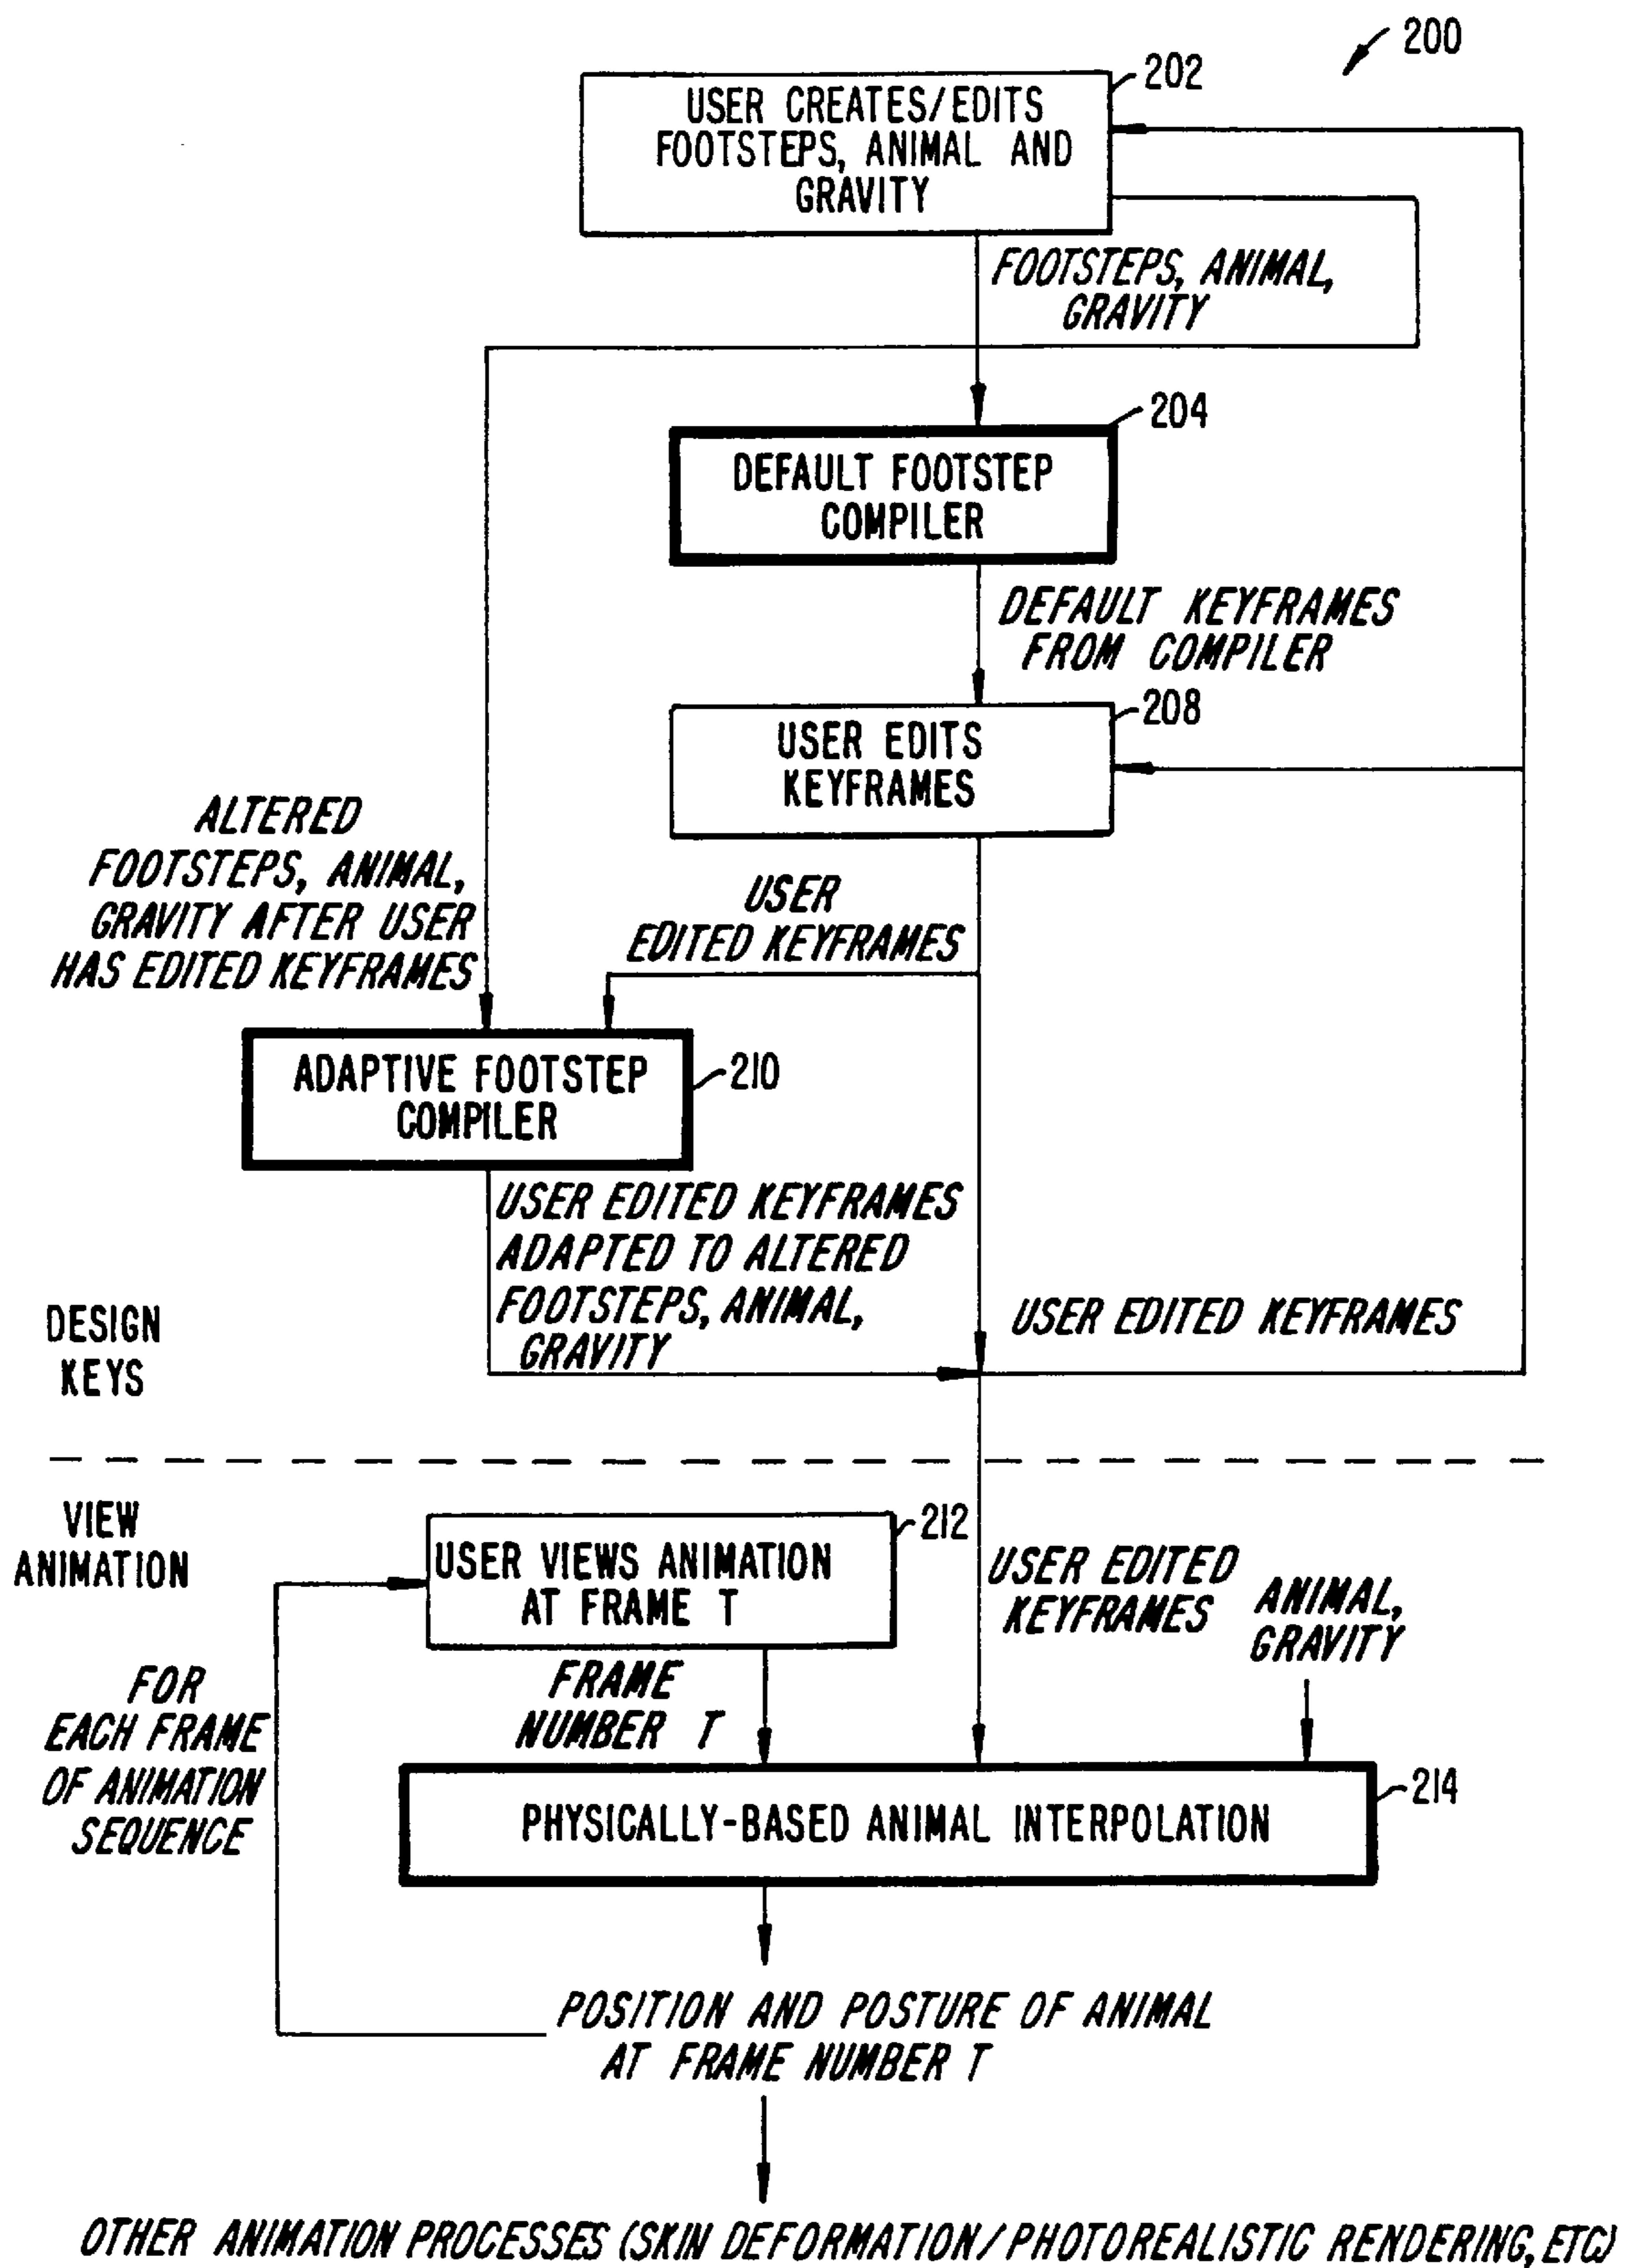 200
202
USER CREATES/EDITS
FOOTSTEPS, ANIMAL AND
GRAVITY
FOOTSTEPS, ANIMAL,
GRAVITY
204
DEFAULT FOOTSTEP
COMPILER
DEFAULT KEYFRAMES
FROM COMPILER
208
USER EDITS
KEYFRAMES
ALTERED
FOOTSTEPS, ANIMAL,
GRAVITY AFTER USER
HAS EDITED KEYFRAMES
USER
EDITED KEYFRAMES
ADAPTIVE FOOTSTEP
COMPILER
210
USER EDITED KEYFRAMES
ADAPTED TO ALTERED
FOOTSTEPS, ANIMAL,
GRAVITY
USER EDITED KEYFRAMES
DESIGN
KEYS
VIEW
ANIMATION
212
USER VIEWS ANIMATION
AT FRAME T
USER EDITED
KEYFRAMES
ANIMAL,
GRAVITY
FRAME
NUMBER T
FOR
EACH FRAME
OF ANIMATION
SEQUENCE
214
PHYSICALLY-BASED ANIMAL INTERPOLATION
POSITION AND POSTURE OF ANIMAL
AT FRAME NUMBER T
OTHER ANIMATION PROCESSES (SKIN DEFORMATION/PHOTOREALISTIC RENDERING, ETC)